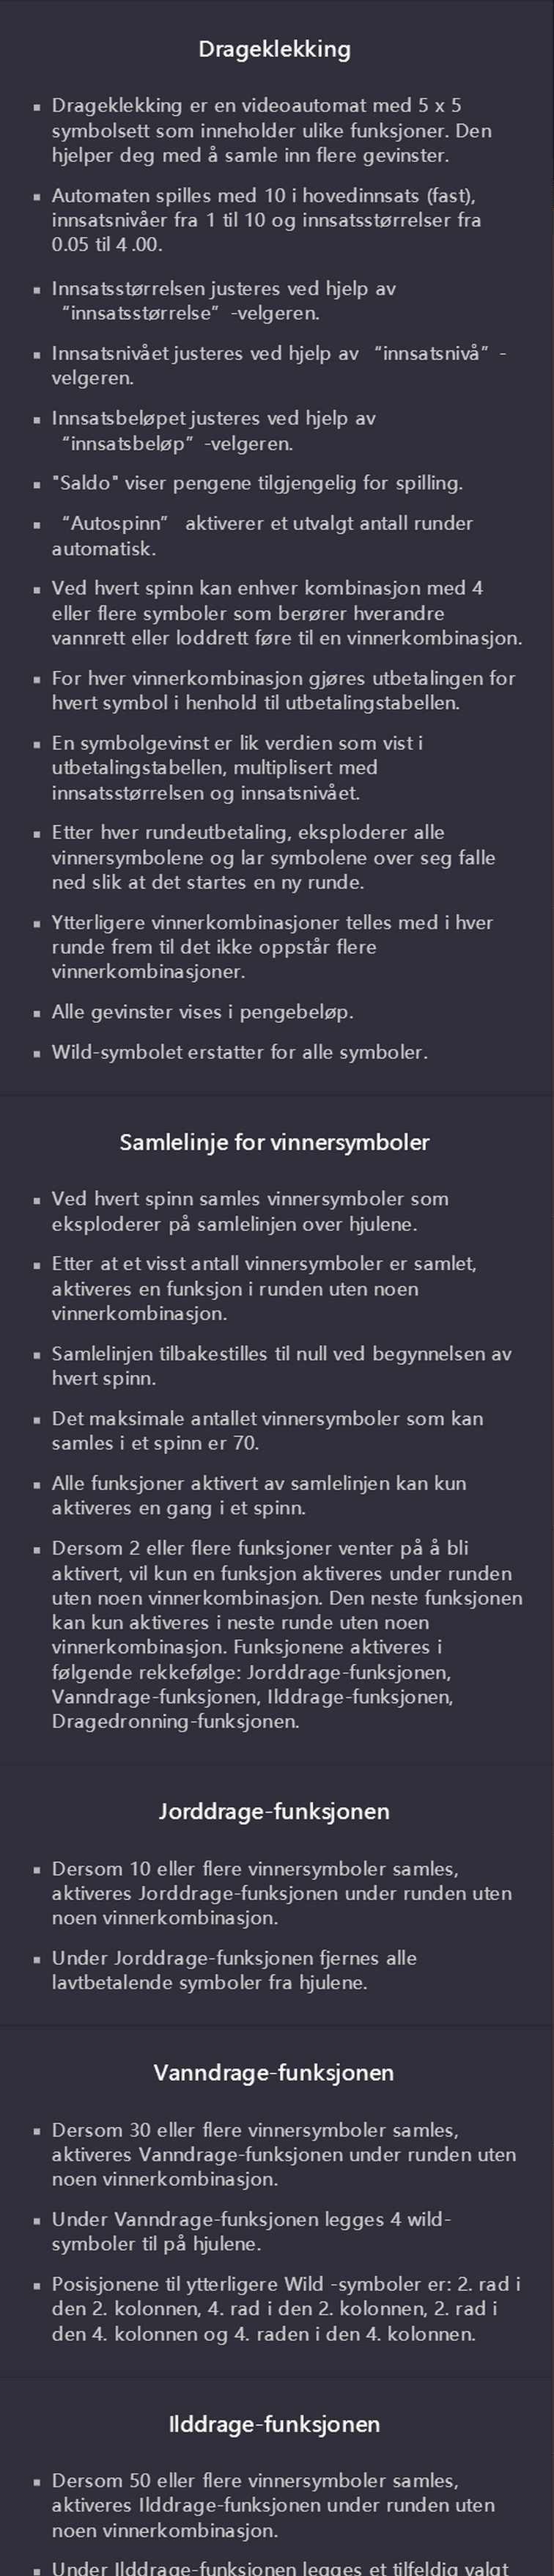 Drageklekking
▪ Drageklekking er en videoautomat med 5 x 5
symbolsett som inneholder ulike funksjoner. Den
hjelper deg med å samle inn flere gevinster.
▪ Automaten spilles med 10 i hovedinnsats (fast),
innsatsnivåer fra 1 til 10 og innsatsstørrelser fra
0.05 til 4.00.
▪ Innsatsstørrelsen justeres ved hjelp av
“innsatsstørrelse” -velgeren.
▪ Innsatsnivået justeres ved hjelp av “innsatsnivå” -
velgeren.
▪ Innsatsbeløpet justeres ved hjelp av
“innsatsbeløp” -velgeren.
▪ "Saldo" viser pengene tilgjengelig for spilling.
▪ “Autospinn” aktiverer et utvalgt antall runder
automatisk.
▪ Ved hvert spinn kan enhver kombinasjon med 4
eller flere symboler som berører hverandre
vannrett eller loddrett føre til en vinnerkombinasjon.
▪ For hver vinnerkombinasjon gjøres utbetalingen for
hvert symbol i henhold til utbetalingstabellen.
▪ En symbolgevinst er lik verdien som vist i
utbetalingstabellen, multiplisert med
innsatsstørrelsen og innsatsnivået.
▪ Etter hver rundeutbetaling, eksploderer alle
vinnersymbolene og lar symbolene over seg falle
ned slik at det startes en ny runde.
▪ Ytterligere vinnerkombinasjoner telles med i hver
runde frem til det ikke oppstår flere
vinnerkombinasjoner.
▪ Alle gevinster vises i pengebeløp.
▪ Wild-symbolet erstatter for alle symboler.
Samlelinje for vinnersymboler
▪ Ved hvert spinn samles vinnersymboler som
eksploderer på samlelinjen over hjulene.
▪ Etter at et visst antall vinnersymboler er samlet,
aktiveres en funksjon i runden uten noen
vinnerkombinasjon.
▪ Samlelinjen tilbakestilles til null ved begynnelsen av
hvert spinn.
▪ Det maksimale antallet vinnersymboler som kan
samles i et spinn er 70.
▪ Alle funksjoner aktivert av samlelinjen kan kun
aktiveres en gang i et spinn.
▪ Dersom 2 eller flere funksjoner venter på å bli
aktivert, vil kun en funksjon aktiveres under runden
uten noen vinnerkombinasjon. Den neste funksjonen
kan kun aktiveres i neste runde uten noen
vinnerkombinasjon. Funksjonene aktiveres i
følgende rekkefølge: Jorddrage-funksjonen,
Vanndrage-funksjonen, Ilddrage-funksjonen,
Dragedronning-funksjonen.
Jorddrage-funksjonen
▪ Dersom 10 eller flere vinnersymboler samles,
aktiveres Jorddrage-funksjonen under runden uten
noen vinnerkombinasjon.
▪ Under Jorddrage-funksjonen fjernes alle
lavtbetalende symboler fra hjulene.
Vanndrage-funksjonen
▪ Dersom 30 eller flere vinnersymboler samles,
aktiveres Vanndrage-funksjonen under runden uten
noen vinnerkombinasjon.
▪ Under Vanndrage-funksjonen legges 4 wild-
symboler til på hjulene.
▪ Posisjonene til ytterligere Wild -symboler er: 2. rad i
den 2. kolonnen, 4. rad i den 2. kolonnen, 2. rad i
den 4. kolonnen og 4. raden i den 4. kolonnen.
Ilddrage-funksjonen
▪ Dersom 50 eller flere vinnersymboler samles,
aktiveres Ilddrage-funksjonen under runden uten
noen vinnerkombinasjon.
▪ Under Ilddrage-funksjonen legges et tilfeldig valgt